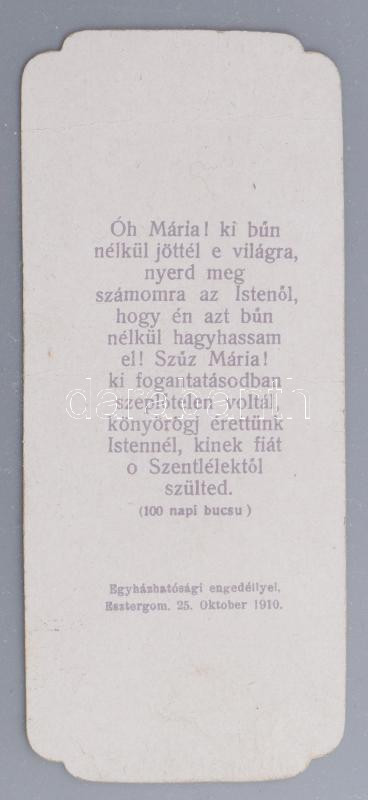 Óh Mária! ki bűn
nélkül jöttél e világra,
nyerd meg
számomra az Istenől,
hogy én azt bűn
nélkül hagyhassam
el! Szűz Mária!
ki fogantatásodban
szeplőtelen voltál,
könyörögj érettünk
Istennél, kinek fiát
o Szentlélektől
szülted.
(100 napi bucsu)
Egyházhatósági engedéllyel.
Esztergom. 25. Oktober 1910.